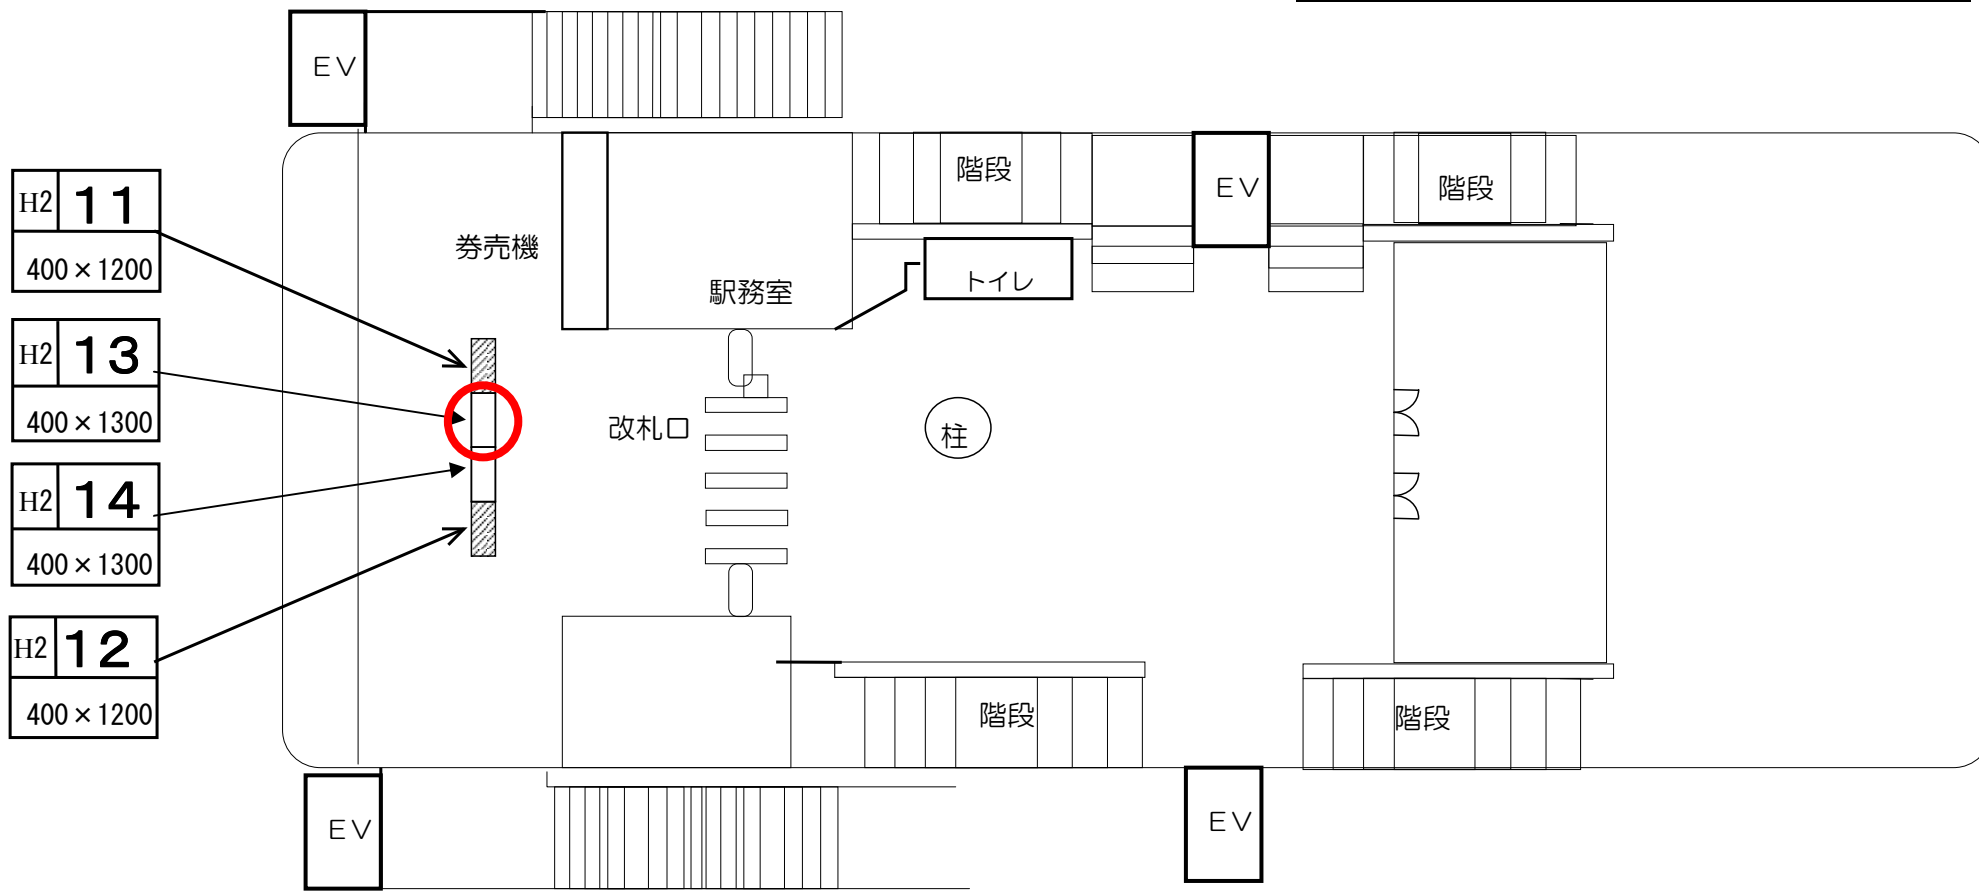 EV
H2 11
400×1200
H2 13
400×1300
H2 14
400×1300
H2 12
400×1200
券売機
駅務室
改札口
階段
トイレ
EV
階段
柱
階段
階段
EV
EV